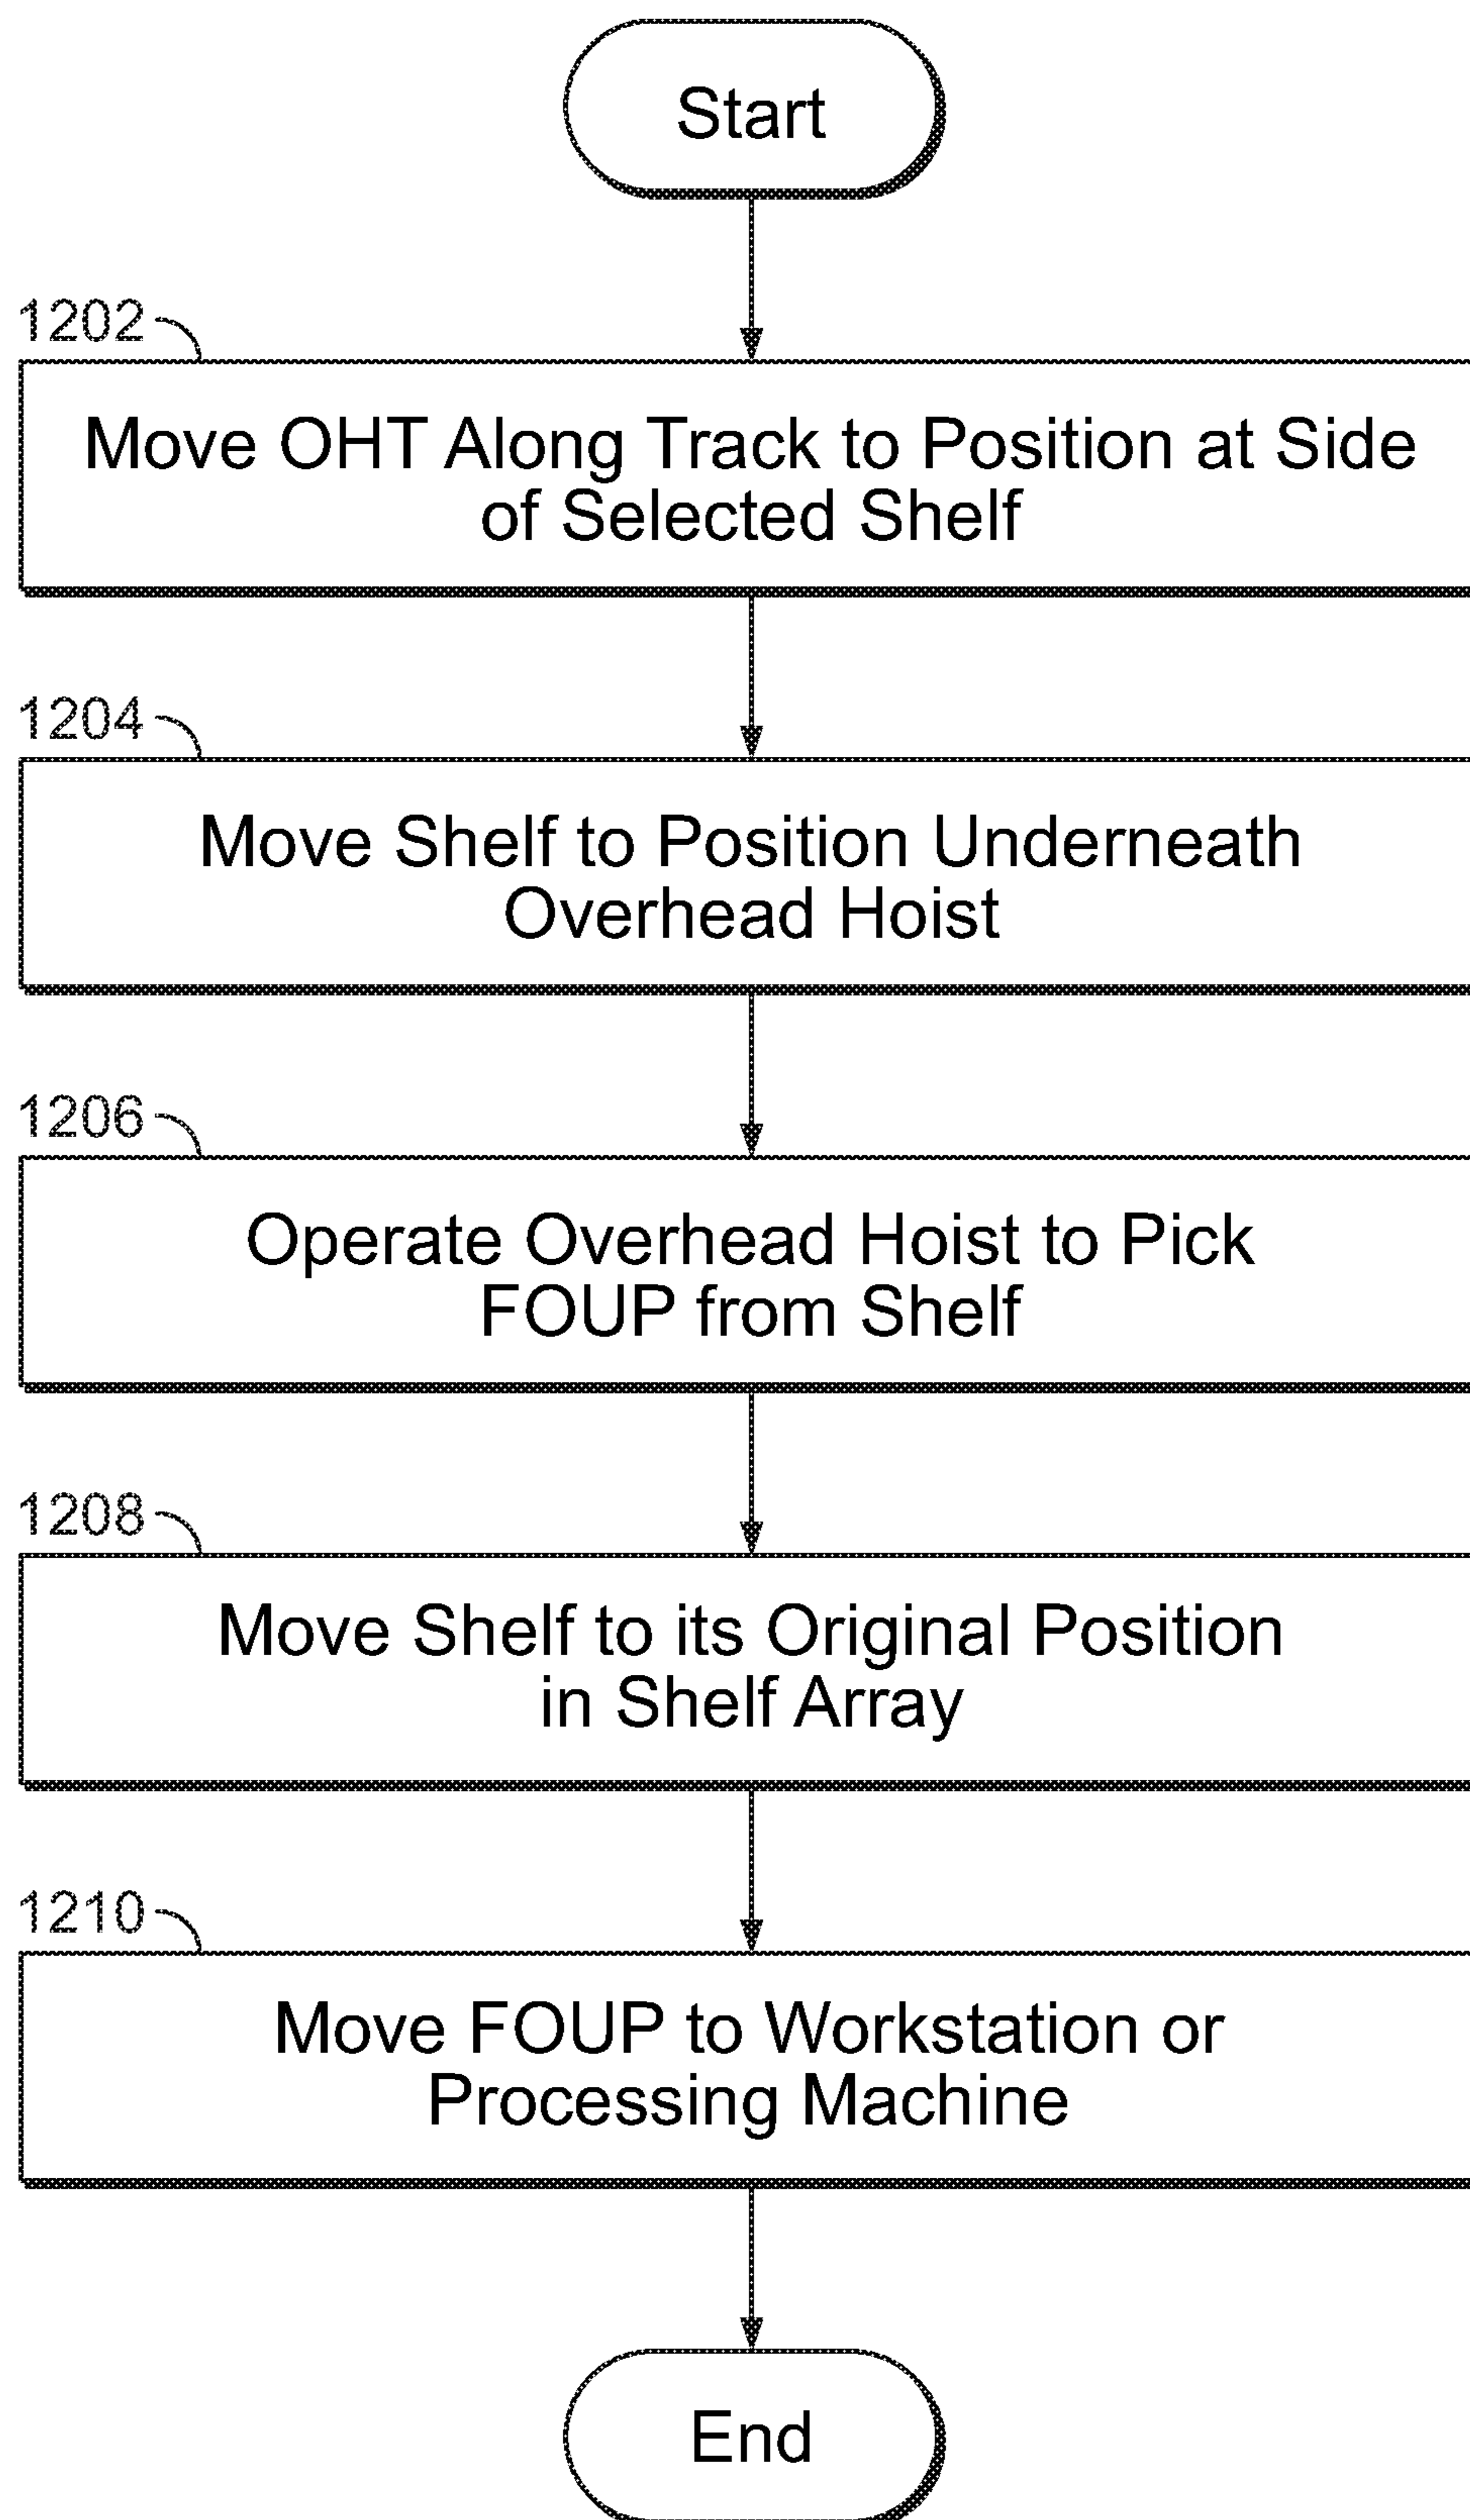 Start
1202
Move OHT Along Track to Position at Side
of Selected Shelf
1204
Move Shelf to Position Underneath
Overhead Hoist
1206
Operate Overhead Hoist to Pick
FOUP from Shelf
1208
Move Shelf to its Original Position
in Shelf Array
1210
Move FOUP to Workstation or
Processing Machine
End